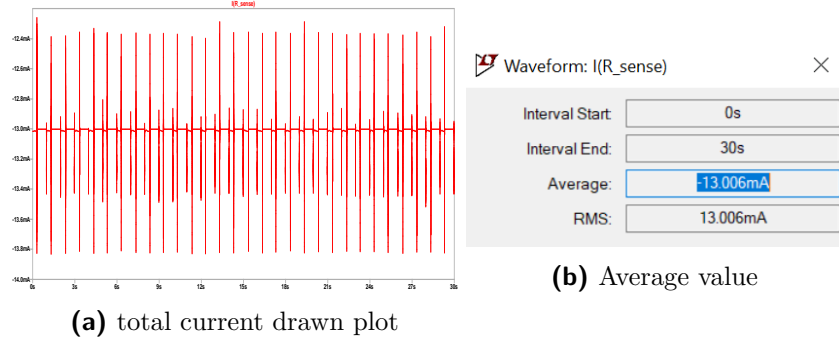 I(R_sense)
-12.4mA
-12.6mA
-12.8mA
-13.0mA
-13.2mA
-13.4mA
-13.6mA
-13.8mA
-14.0mA
0s 3s 6s 9s 12s 15s 18s 21s 24s 27s 30s
(a) total current drawn plot
Waveform: I(R_sense)
Interval Start: 0s
Interval End: 30s
Average: -13.006mA
RMS: 13.006mA
(b) Average value